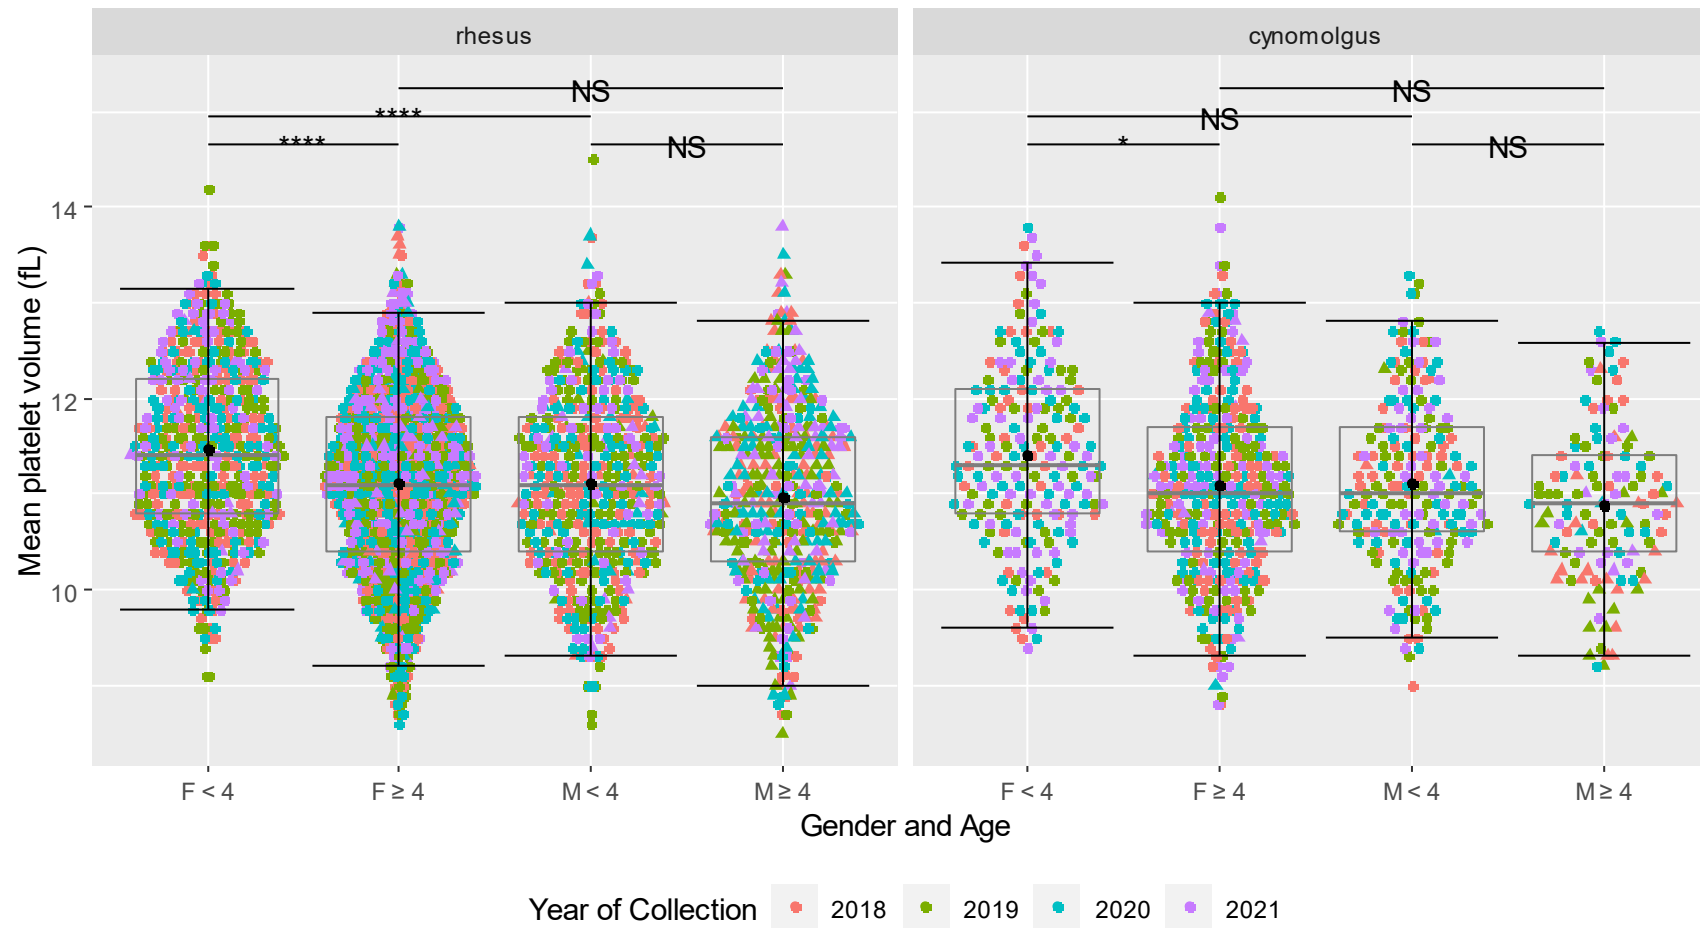 rhesus
cynomolgus
NS
****
****
NS
NS
NS
*
NS
Mean platelet volume (fL)
14
12
10
F < 4
F ≥ 4
M < 4
M ≥ 4
F < 4
F ≥ 4
M < 4
M ≥ 4
Gender and Age
Year of Collection 2018 2019 2020 2021